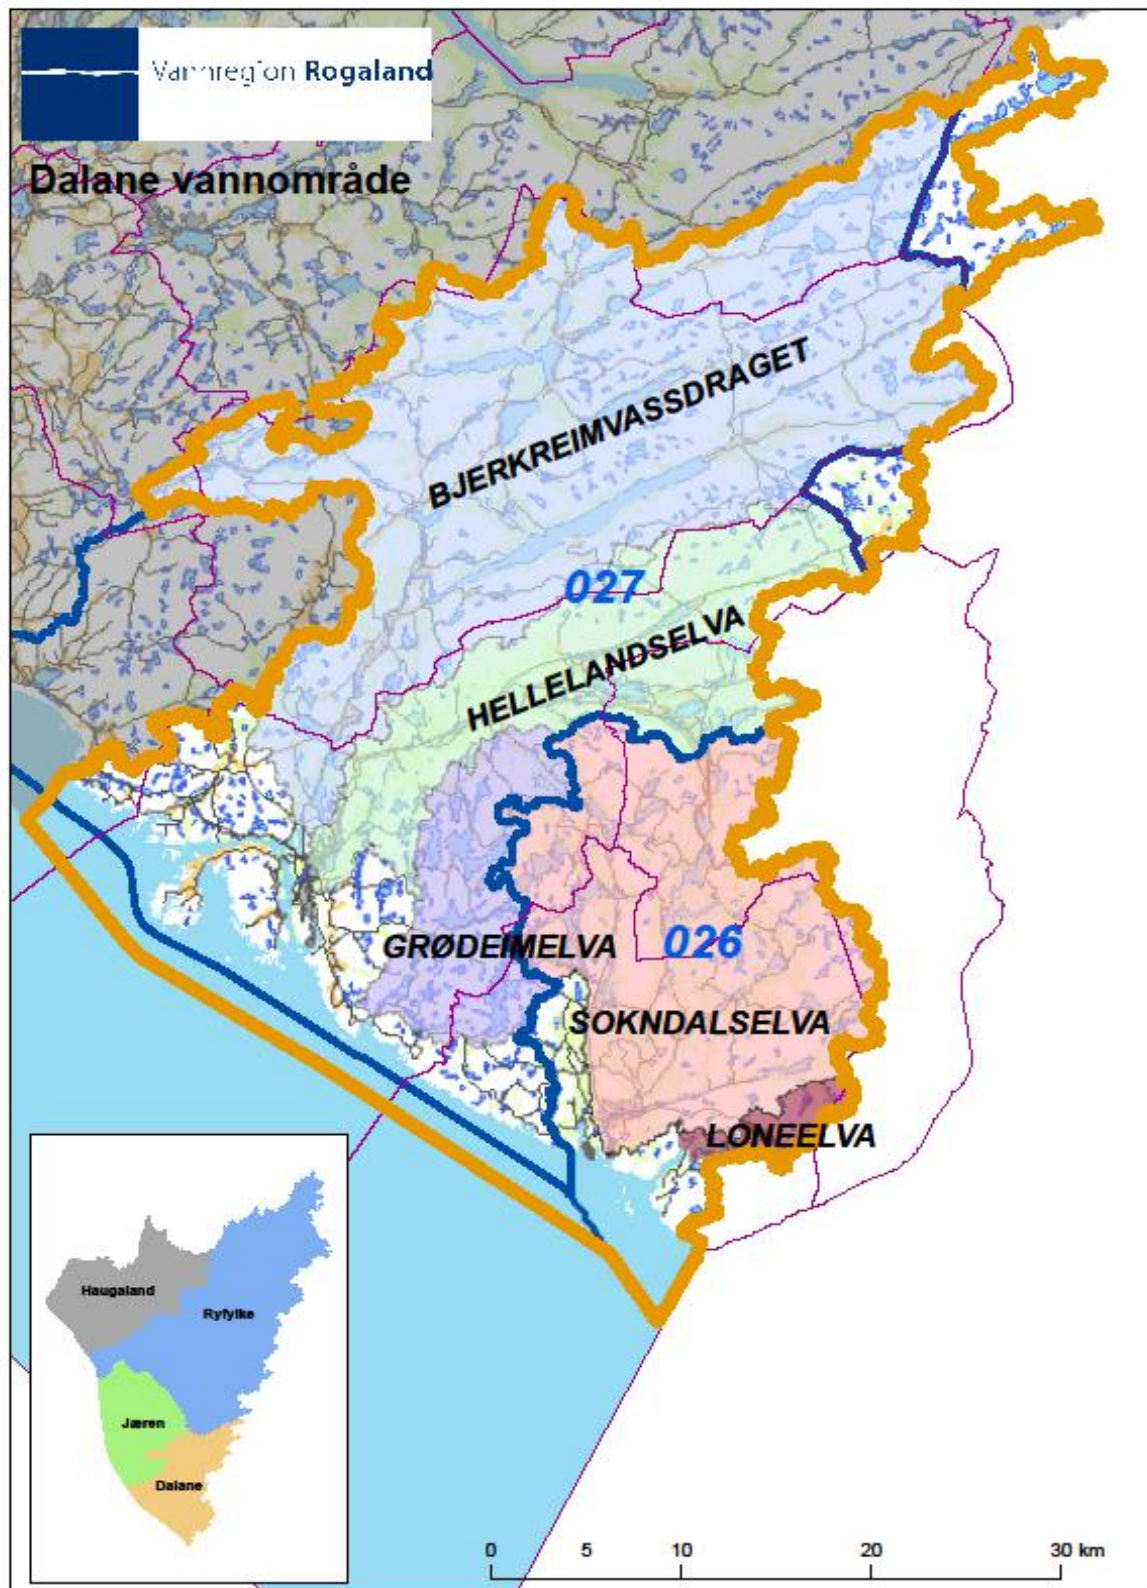 Vannregion Rogaland
Dalane vannområde
BJERKREIMVASSDRAGET
027
HELLELANDSELVA
GRØDEIMELVA
026
SOKNDALSELVA
LONEELVA
Haugaland
Ryfylke
Jæren
Dalane
0 5 10 20 30 km